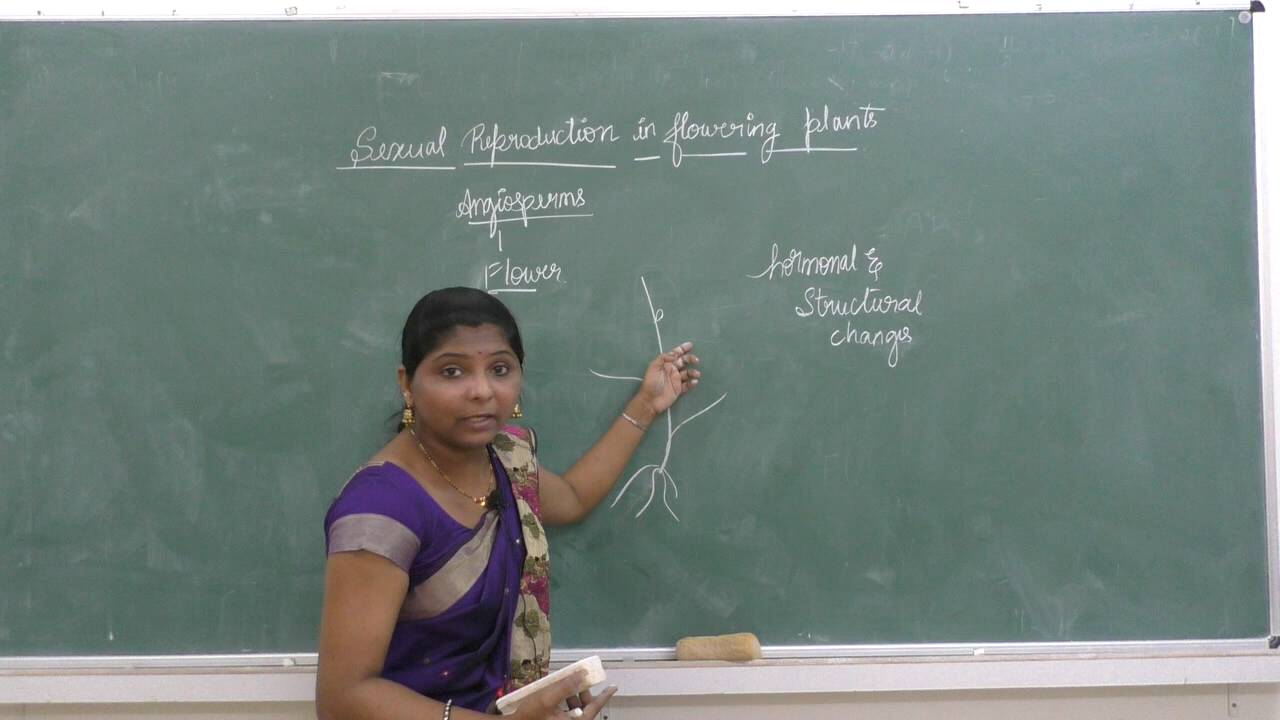 Sexual Reproduction in flowering plants
Angiosperms
Flower
hormonal &
Structural
changes